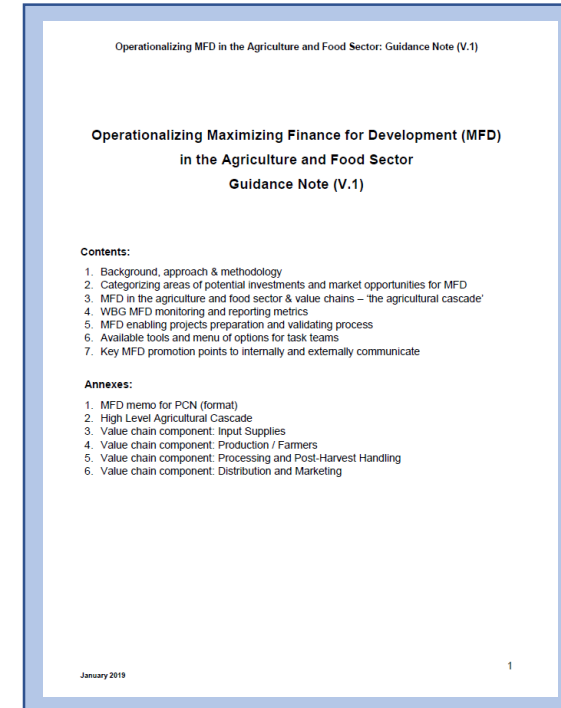 Operationalizing MFD in the Agriculture and Food Sector: Guidance Note (V.1)
Operationalizing Maximizing Finance for Development (MFD)
in the Agriculture and Food Sector
Guidance Note (V.1)
Contents:
1. Background, approach & methodology
2. Categorizing areas of potential investments and market opportunities for MFD
3. MFD in the agriculture and food sector & value chains – 'the agricultural cascade'
4. WBG MFD monitoring and reporting metrics
5. MFD enabling projects preparation and validating process
6. Available tools and menu of options for task teams
7. Key MFD promotion points to internally and externally communicate
Annexes:
1. MFD memo for PCN (format)
2. High Level Agricultural Cascade
3. Value chain component: Input Supplies
4. Value chain component: Production / Farmers
5. Value chain component: Processing and Post-Harvest Handling
6. Value chain component: Distribution and Marketing
1
January 2019